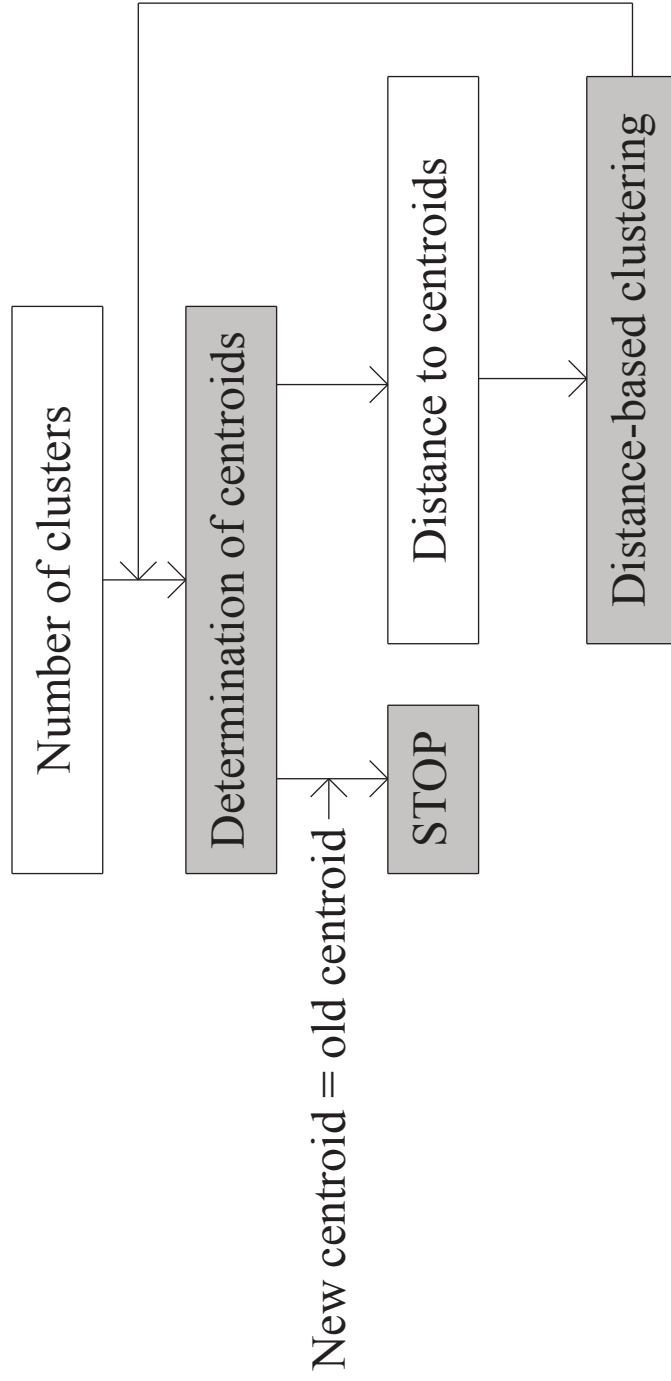 Number of clusters
Determination of centroids
New centroid = old centroid
STOP
Distance to centroids
Distance-based clustering